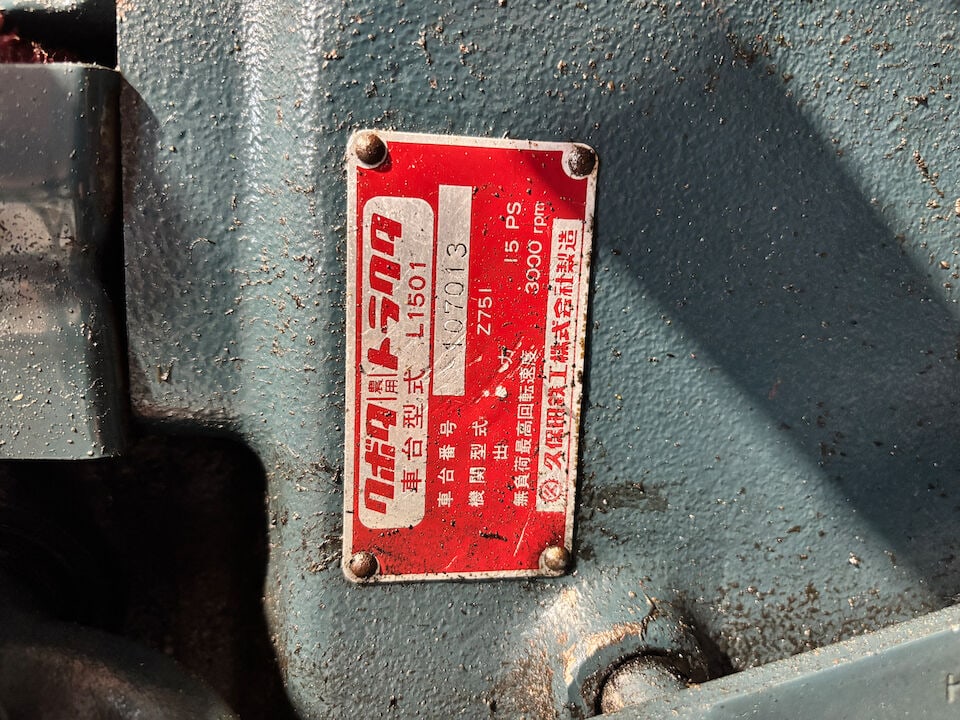 クボタ農用トラクタ
車台型式 L1501
車台番号 107013
機関型式 Z751
出力 15 PS
無負荷最高回転速度 3000 rpm
久保田鉄工株式会社製造
H